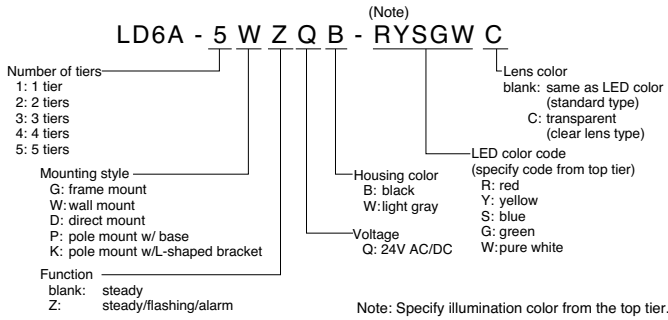 (Note)
LD6A - 5 W Z Q B - RYSGW C
Number of tiers
1: 1 tier
2: 2 tiers
3: 3 tiers
4: 4 tiers
5: 5 tiers
Mounting style
G: frame mount
W: wall mount
D: direct mount
P: pole mount w/ base
K: pole mount w/L-shaped bracket
Function
blank: steady
Z: steady/flashing/alarm
Housing color
B: black
W: light gray
Voltage
Q: 24V AC/DC
Lens color
blank: same as LED color
(standard type)
C: transparent
(clear lens type)
LED color code
(specify code from top tier)
R: red
Y: yellow
S: blue
G: green
W: pure white
Note: Specify illumination color from the top tier.